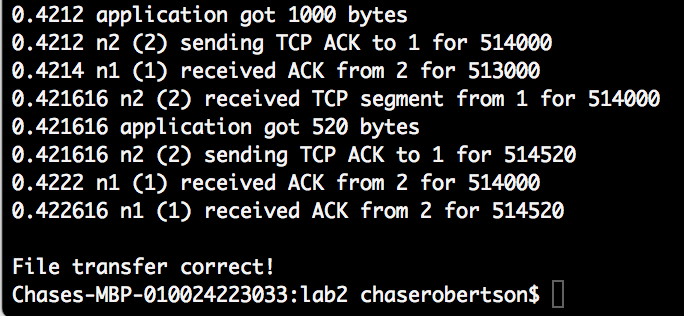 0.4212 application got 1000 bytes
0.4212 n2 (2) sending TCP ACK to 1 for 514000
0.4214 n1 (1) received ACK from 2 for 513000
0.421616 n2 (2) received TCP segment from 1 for 514000
0.421616 application got 520 bytes
0.421616 n2 (2) sending TCP ACK to 1 for 514520
0.4222 n1 (1) received ACK from 2 for 514000
0.422616 n1 (1) received ACK from 2 for 514520
File transfer correct!
Chases-MBP-010024223033:lab2 chaserobertson$